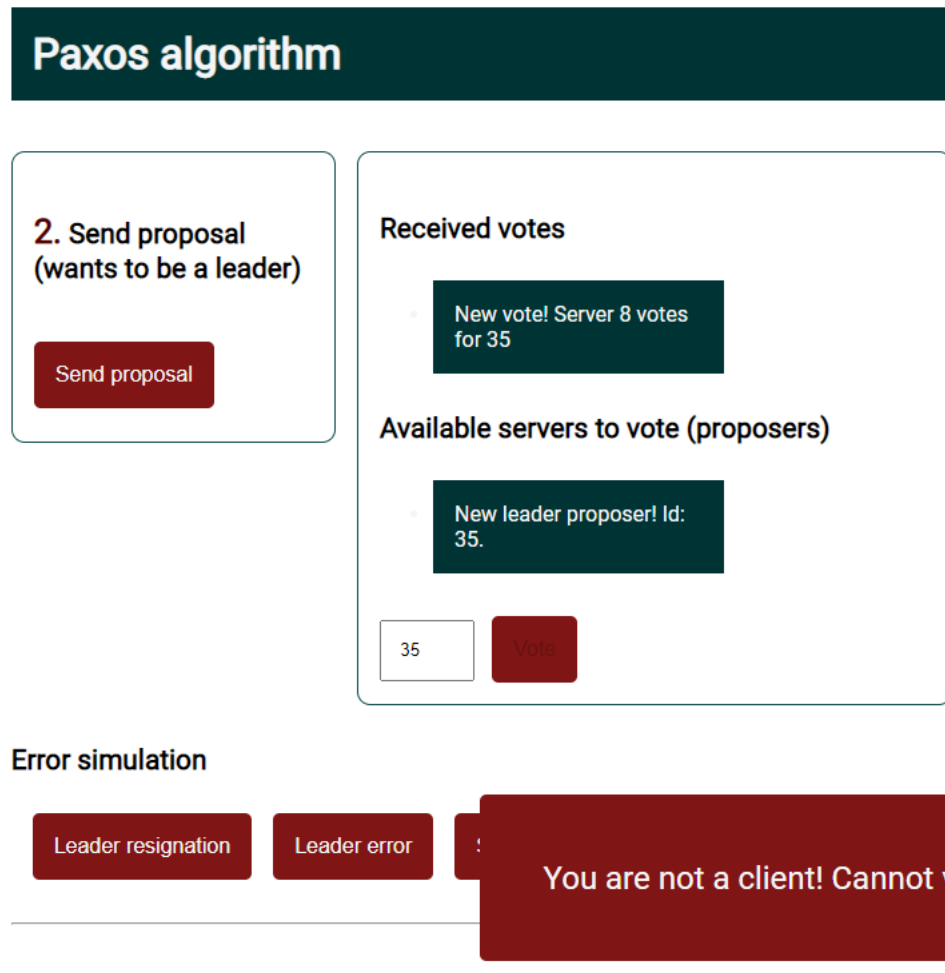 Paxos algorithm
2. Send proposal
(wants to be a leader)
Send proposal
Received votes
New vote! Server 8 votes
for 35
Available servers to vote (proposers)
New leader proposer! Id:
35.
35
Vote
Error simulation
Leader resignation
Leader error
You are not a client! Cannot